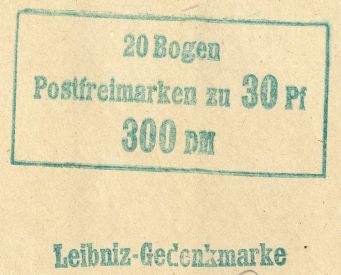 20 Bogen
Postfreimarken zu 30 Pf
300 DM
Leibniz-Gedenkmarke